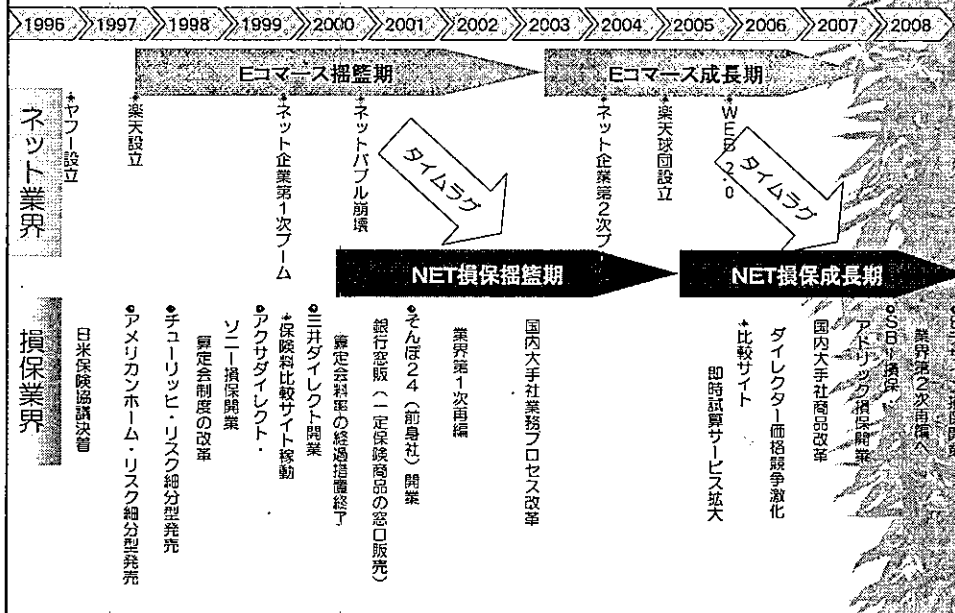 1996 1997 1998 1999 2000 2001 2002 2003 2004 2005 2006 2007 2008
Eコマース揺籃期
Eコマース成長期
ネット業界
ヤフー設立
楽天設立
ネット企業第1次ブーム
ネットバブル崩壊
タイムラグ
ネット企業第2次ブ
楽天球団設立
WEB2.0
タイムラグ
NET損保揺籃期
NET損保成長期
損保業界
日米保険協議決着
アメリカンホーム・リスク細分型発売
チューリッヒ・リスク細分型発売
算定会制度の改革
ソニー損保開業
アクサダイレクト・
保険料比較サイト稼動
三井ダイレクト開業
算定会料率の経過措置終了
銀行窓販(一定保険商品の窓口販売)
そんぽ24(前身社)開業
業界第1次再編
国内大手社業務プロセス改革
即時試算サービス拡大
比較サイト
ダイレクター価格競争激化
国内大手社商品改革
アドリック損保開業
SBI損保・
業界第2次再編へ